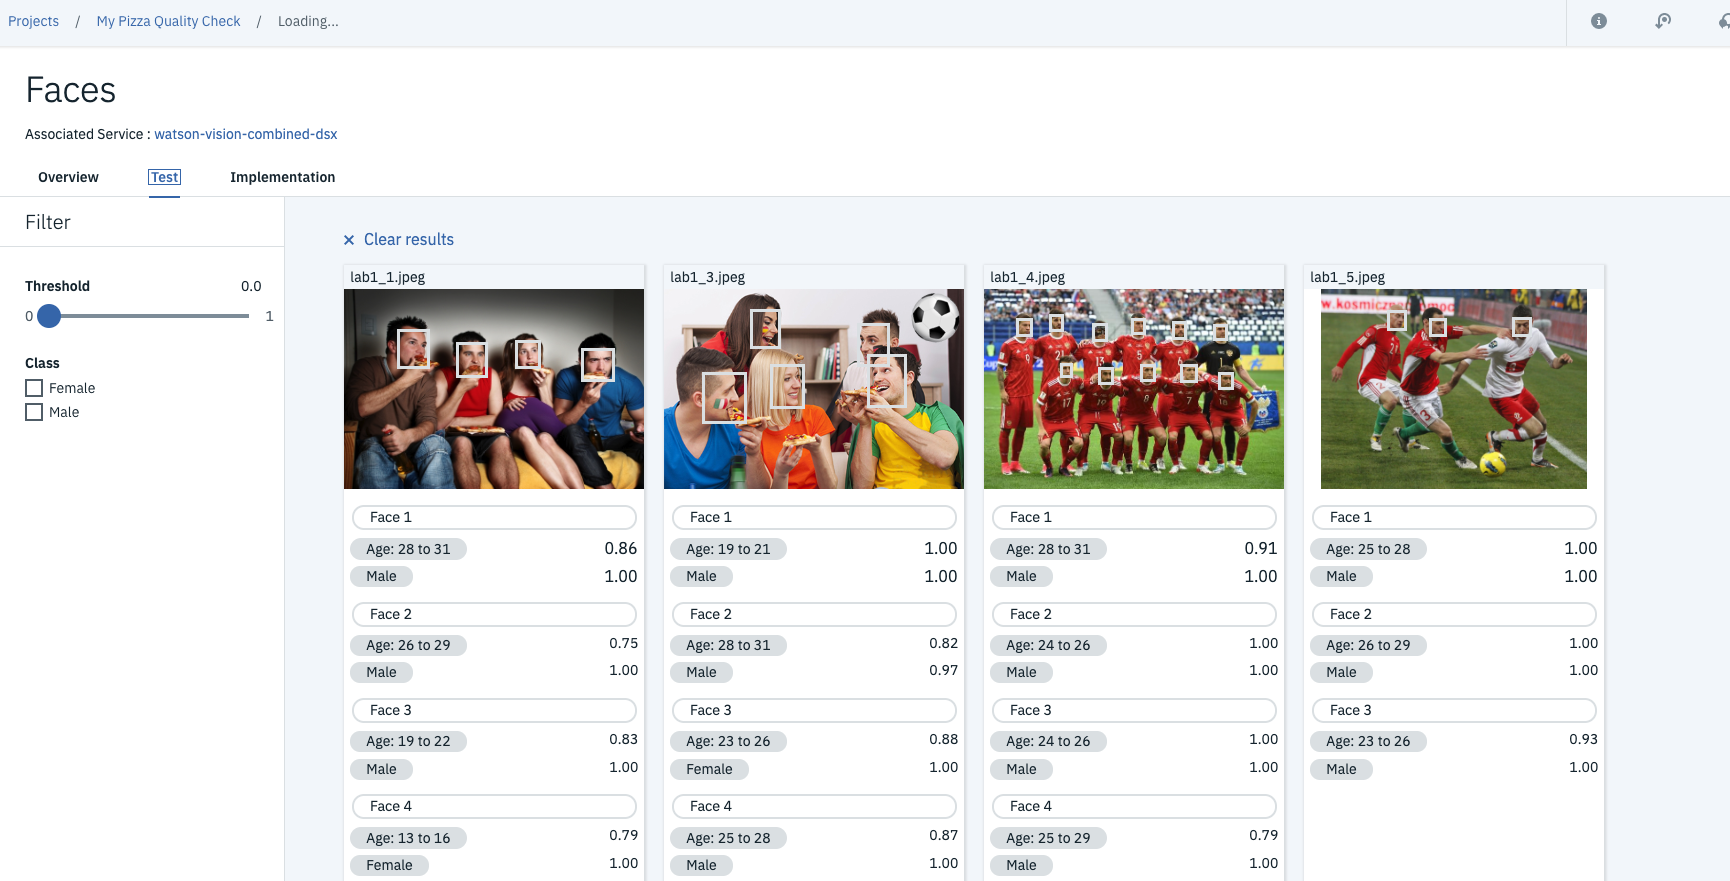 Projects / My Pizza Quality Check / Loading...
Faces
Associated Service : watson-vision-combined-dsx
Overview Test Implementation
Filter
Threshold 0.0
0 1
Class
Female
Male
× Clear results
lab1_1.jpeg
Face 1
Age: 28 to 31 0.86
Male 1.00
Face 2
Age: 26 to 29 0.75
Male 1.00
Face 3
Age: 19 to 22 0.83
Male 1.00
Face 4
Age: 13 to 16 0.79
Female 1.00
lab1_3.jpeg
Face 1
Age: 19 to 21 1.00
Male 1.00
Face 2
Age: 28 to 31 0.82
Male 0.97
Face 3
Age: 23 to 26 0.88
Female 1.00
Face 4
Age: 25 to 28 0.87
Male 1.00
lab1_4.jpeg
Face 1
Age: 28 to 31 0.91
Male 1.00
Face 2
Age: 24 to 26 1.00
Male 1.00
Face 3
Age: 24 to 26 1.00
Male 1.00
Face 4
Age: 25 to 29 0.79
Male 1.00
lab1_5.jpeg
www.kosmiczna
Face 1
Age: 25 to 28 1.00
Male 1.00
Face 2
Age: 26 to 29 1.00
Male 1.00
Face 3
Age: 23 to 26 0.93
Male 1.00